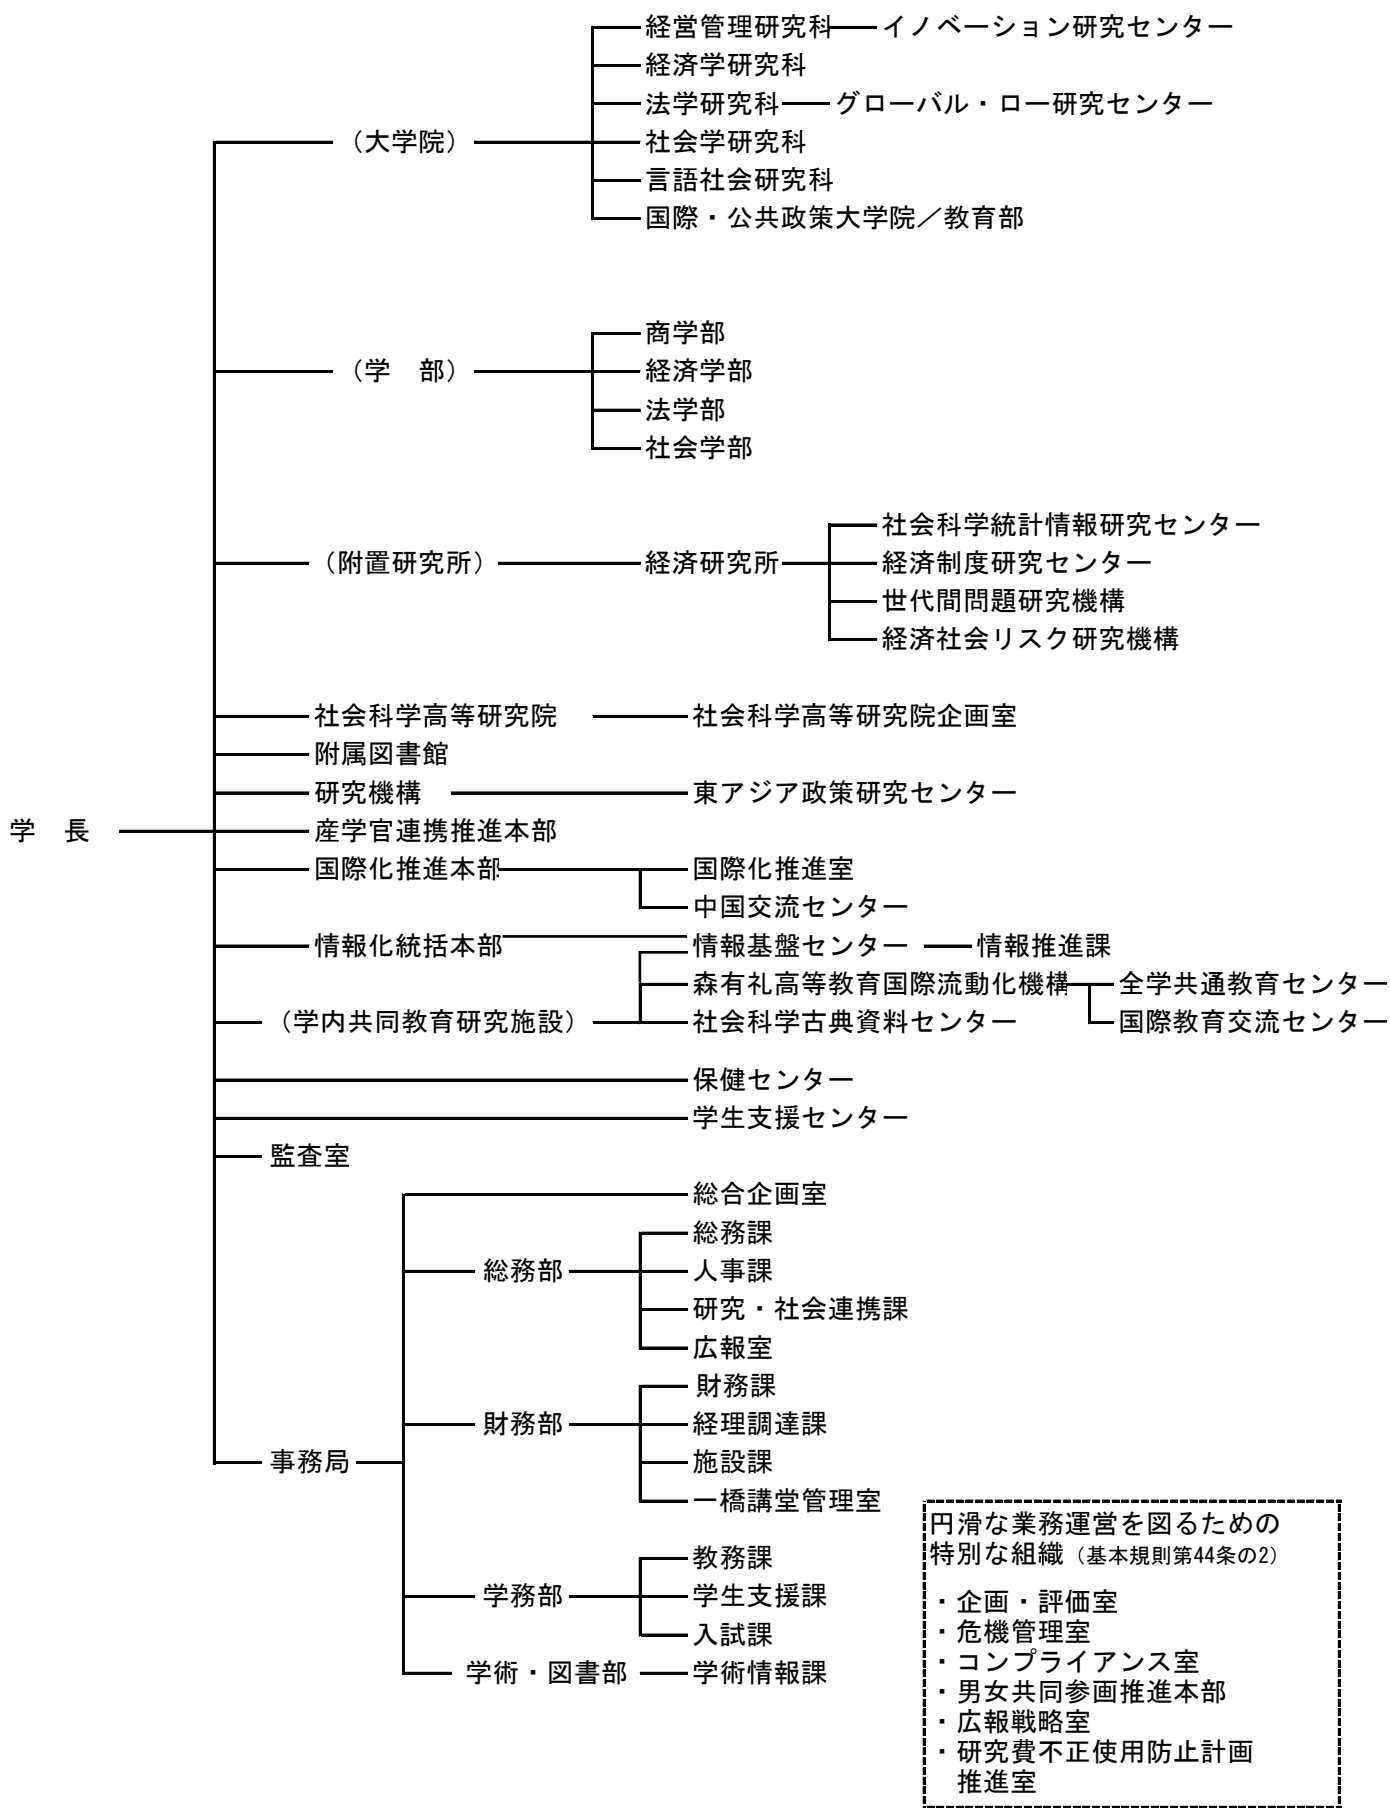 経営管理研究科 イノベーション研究センター
経済学研究科
法学研究科 グローバル・ロー研究センター
（大学院） 社会学研究科
言語社会研究科
国際・公共政策大学院／教育部
商学部
（学　部） 経済学部
法学部
社会学部
社会科学統計情報研究センター
（附置研究所） 経済研究所 経済制度研究センター
世代間問題研究機構
経済社会リスク研究機構
社会科学高等研究院 社会科学高等研究院企画室
附属図書館
研究機構 東アジア政策研究センター
学　長 産学官連携推進本部
国際化推進本部 国際化推進室
中国交流センター
情報化統括本部 情報基盤センター 情報推進課
森有礼高等教育国際流動化機構 全学共通教育センター
（学内共同教育研究施設） 社会科学古典資料センター 国際教育交流センター
保健センター
学生支援センター
監査室
総合企画室
総務課
総務部 人事課
研究・社会連携課
広報室
財務課
財務部 経理調達課
事務局 施設課
一橋講堂管理室
教務課
学務部 学生支援課
入試課
学術・図書部 学術情報課
円滑な業務運営を図るための
特別な組織（基本規則第44条の2）
・企画・評価室
・危機管理室
・コンプライアンス室
・男女共同参画推進本部
・広報戦略室
・研究費不正使用防止計画
推進室